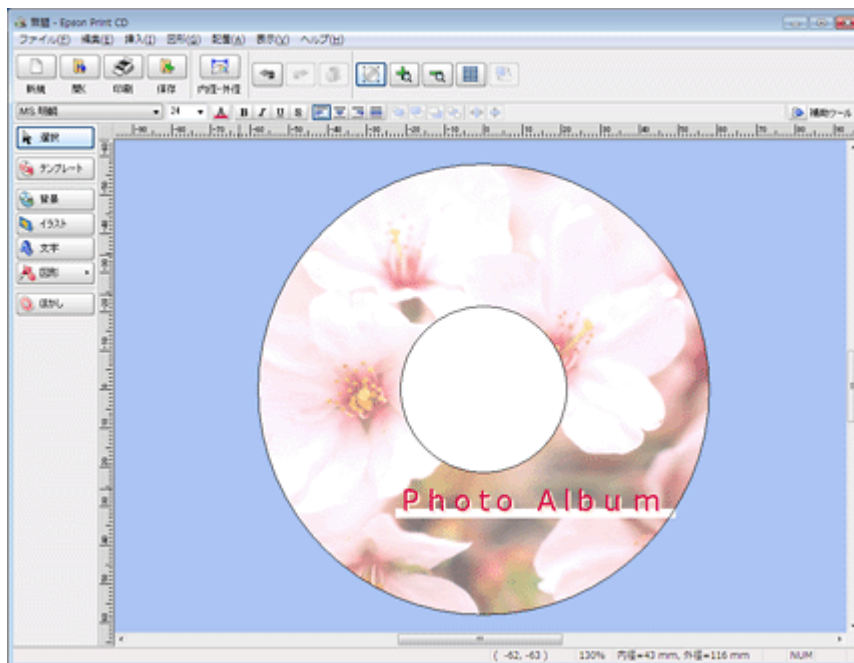 無題 - Epson Print CD
ファイル(F) 編集(E) 挿入(I) 図形(G) 配置(A) 表示(V) ヘルプ(H)
新規 開く 印刷 保存 内径・外径
MS 明朝 24 A B I U S 補助ツール
選択
テンプレート
背景
イラスト
文字
図形
ぼかし
Photo Album
( -62, -63 ) 130% 内径=43 mm, 外径=116 mm NUM